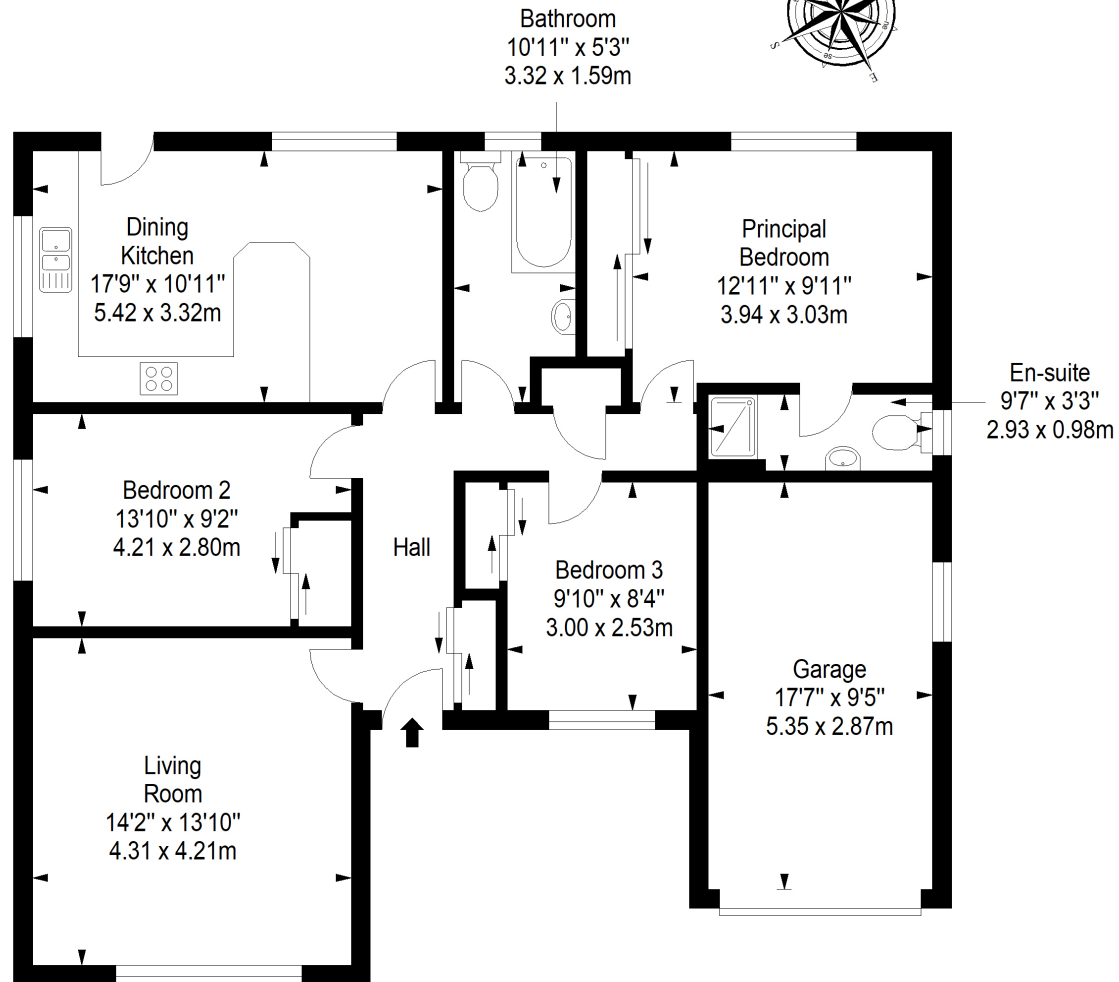 Bathroom
10'11" x 5'3"
3.32 x 1.59m
S
E
se
ne
Dining
Kitchen
17'9" x 10'11"
5.42 x 3.32m
Principal
Bedroom
12'11" x 9'11"
3.94 x 3.03m
En-suite
9'7" x 3'3"
2.93 x 0.98m
Bedroom 2
13'10" x 9'2"
4.21 x 2.80m
Hall
Bedroom 3
9'10" x 8'4"
3.00 x 2.53m
Garage
17'7" x 9'5"
5.35 x 2.87m
Living
Room
14'2" x 13'10"
4.31 x 4.21m